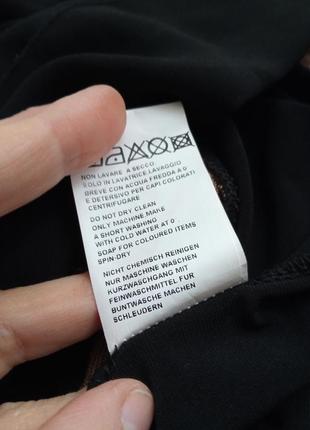 NON LAVARE A SECCO
SOLO IN LAVATRICE.LAVAGGIO
BREVE CON ACQUA FREDDA A 0
E DETERSIVO PER CAPI COLORATI
CENTRIFUGARE
DO NOT DRY CLEAN
ONLY MACHINE MAKE
A SHORT WASHING
WITH COLD WATER AT 0 .
SOAP FOR COLOURED ITEMS
SPIN-DRY
NICHT CHEMISCH REINIGEN
NUR MASCHINE WASCHEN
KURZWASCHGANG MIT
FEINWASCHMITTEL FUR
BUNTWASCHE MACHEN
SCHLEUDERN